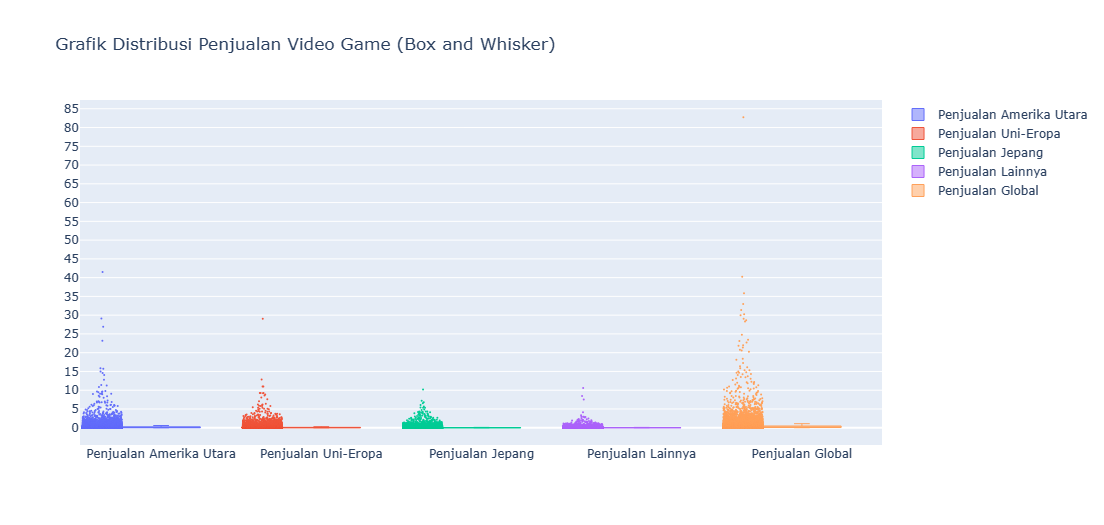 Grafik Distribusi Penjualan Video Game (Box and Whisker)
85
80
75
70
65
60
55
50
45
40
35
30
25
20
15
10
5
0
Penjualan Amerika Utara
Penjualan Uni-Eropa
Penjualan Jepang
Penjualan Lainnya
Penjualan Global
Penjualan Amerika Utara
Penjualan Uni-Eropa
Penjualan Jepang
Penjualan Lainnya
Penjualan Global